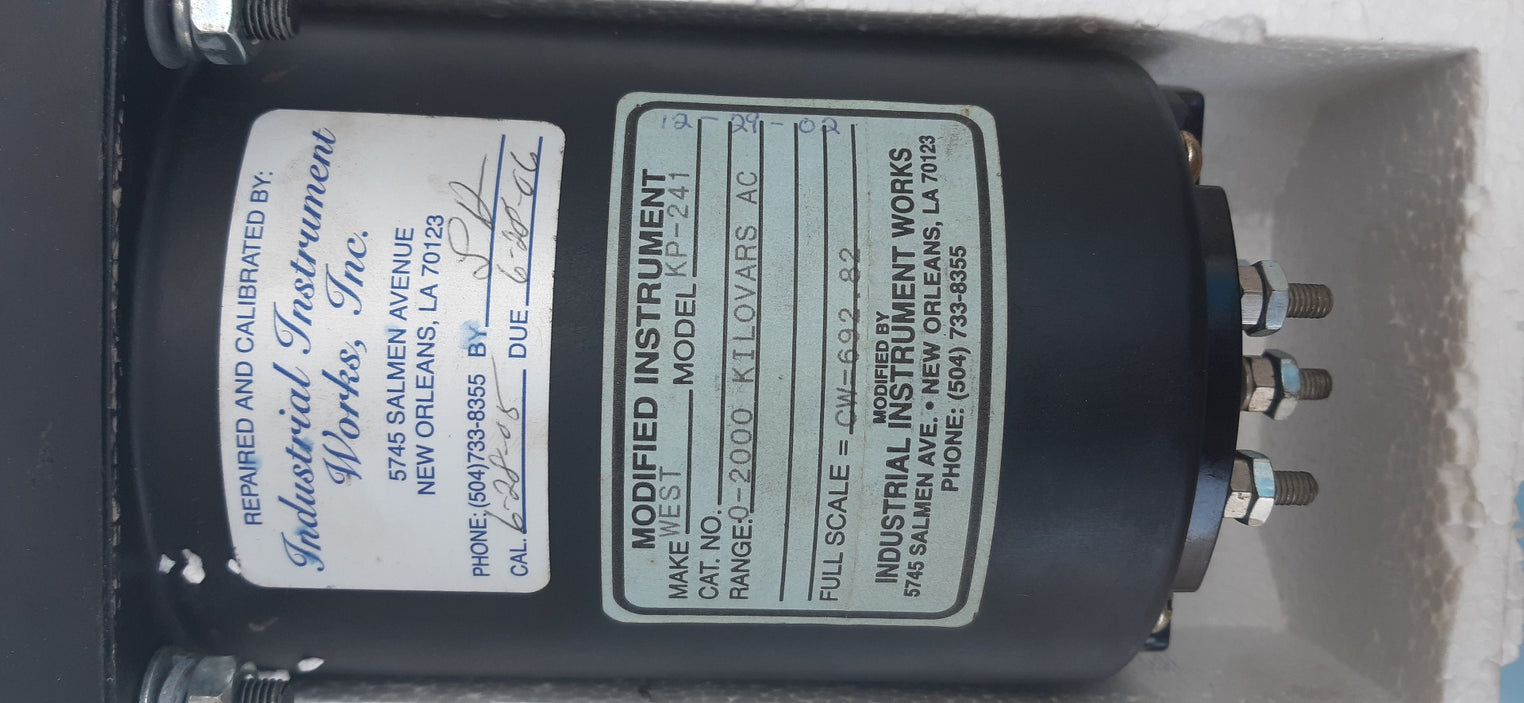 REPAIRED AND CALIBRATED BY:
Industrial Instrument
Works, Inc.
5745 SALMEN AVENUE
NEW ORLEANS, LA 70123
PHONE: (504)733-8355 BY
CAL. 6-28-05 DUE 6-28-06
12-29-02
MODIFIED INSTRUMENT
MAKE WEST MODEL KP-241
CAT. NO.
RANGE: 0-2000 KILOVARS AC
FULL SCALE = CW-692.82
MODIFIED BY
INDUSTRIAL INSTRUMENT WORKS
5745 SALMEN AVE. • NEW ORLEANS, LA 70123
PHONE: (504) 733-8355